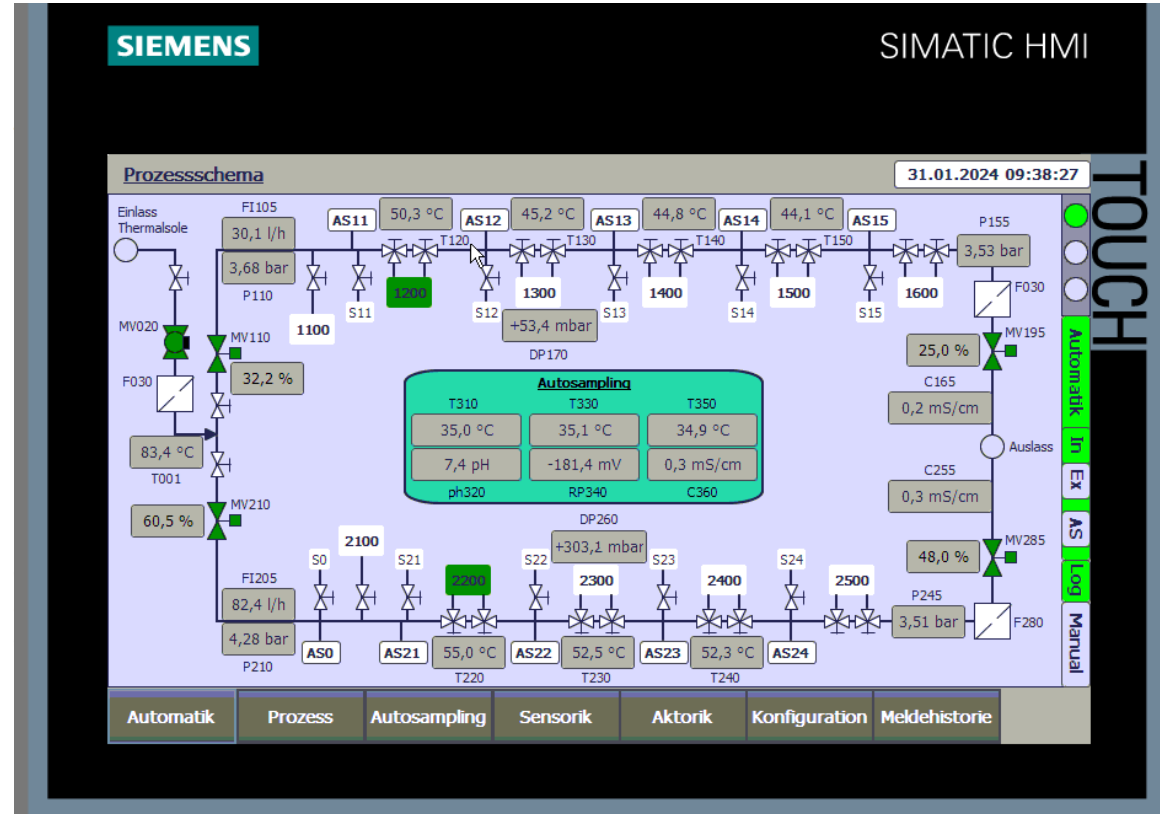 SIEMENS
SIMATIC HMI
TOUCH
Prozessschema
31.01.2024 09:38:27
Einlass
Thermalsole
FI105
30,1 l/h
3,68 bar
P110
AS11
50,3 °C
AS12
45,2 °C
AS13
44,8 °C
AS14
44,1 °C
AS15
P155
3,53 bar
T120
T130
T140
T150
1100
S11
1200
S12
1300
S13
1400
S14
1500
S15
1600
F030
MV020
MV110
32,2 %
+53,4 mbar
DP170
MV195
25,0 %
F030
C165
0,2 mS/cm
Autosampling
T310
T330
T350
35,0 °C
35,1 °C
34,9 °C
7,4 pH
-181,4 mV
0,3 mS/cm
ph320
RP340
C360
83,4 °C
T001
Auslass
C255
0,3 mS/cm
MV210
60,5 %
DP260
+303,1 mbar
MV285
48,0 %
S0
2100
S21
2200
S22
2300
S23
2400
S24
2500
FI205
82,4 l/h
4,28 bar
P210
P245
3,51 bar
F280
AS0
AS21
55,0 °C
AS22
52,5 °C
AS23
52,3 °C
AS24
T220
T230
T240
Automatik
In
Ex
AS
Log
Manual
Automatik
Prozess
Autosampling
Sensorik
Aktorik
Konfiguration
Meldehistorie